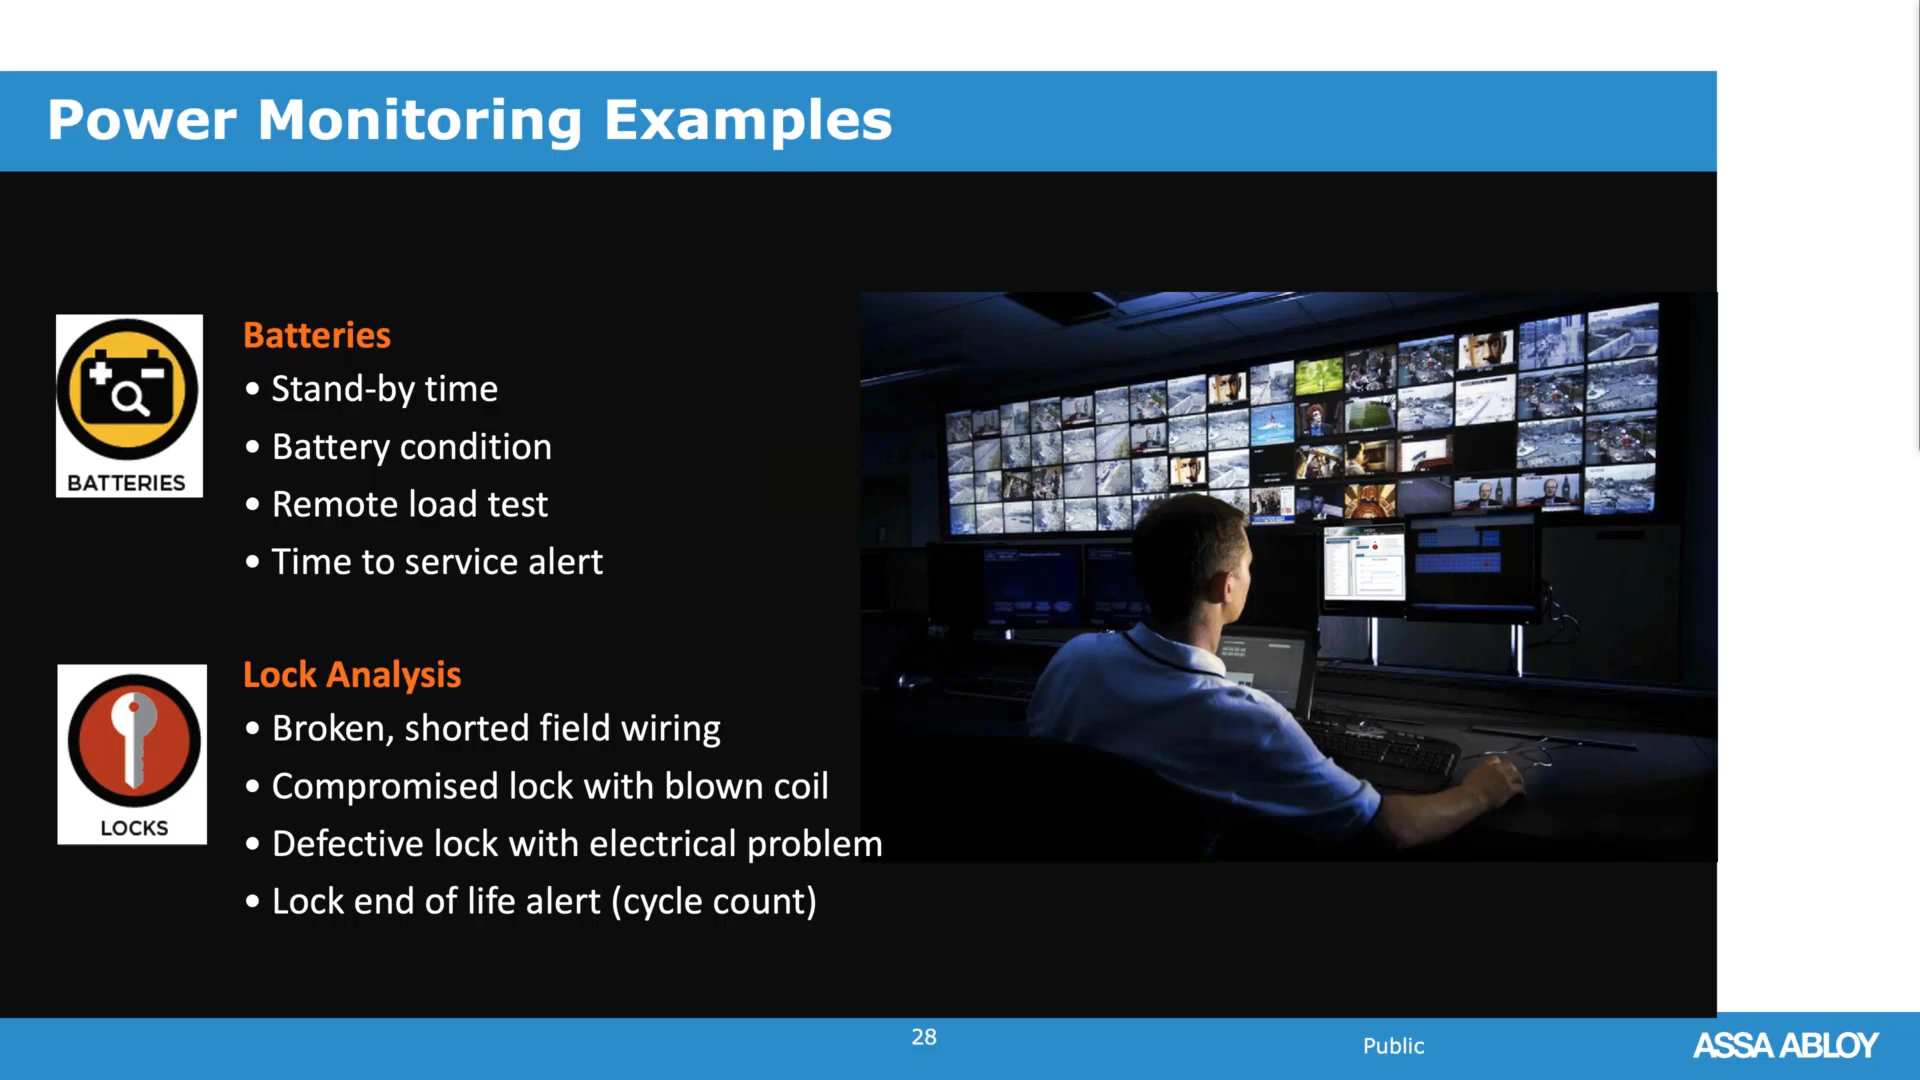 Power Monitoring Examples
BATTERIES
Batteries
• Stand-by time
• Battery condition
• Remote load test
• Time to service alert
LOCKS
Lock Analysis
• Broken, shorted field wiring
• Compromised lock with blown coil
• Defective lock with electrical problem
• Lock end of life alert (cycle count)
28
Public
ASSA ABLOY